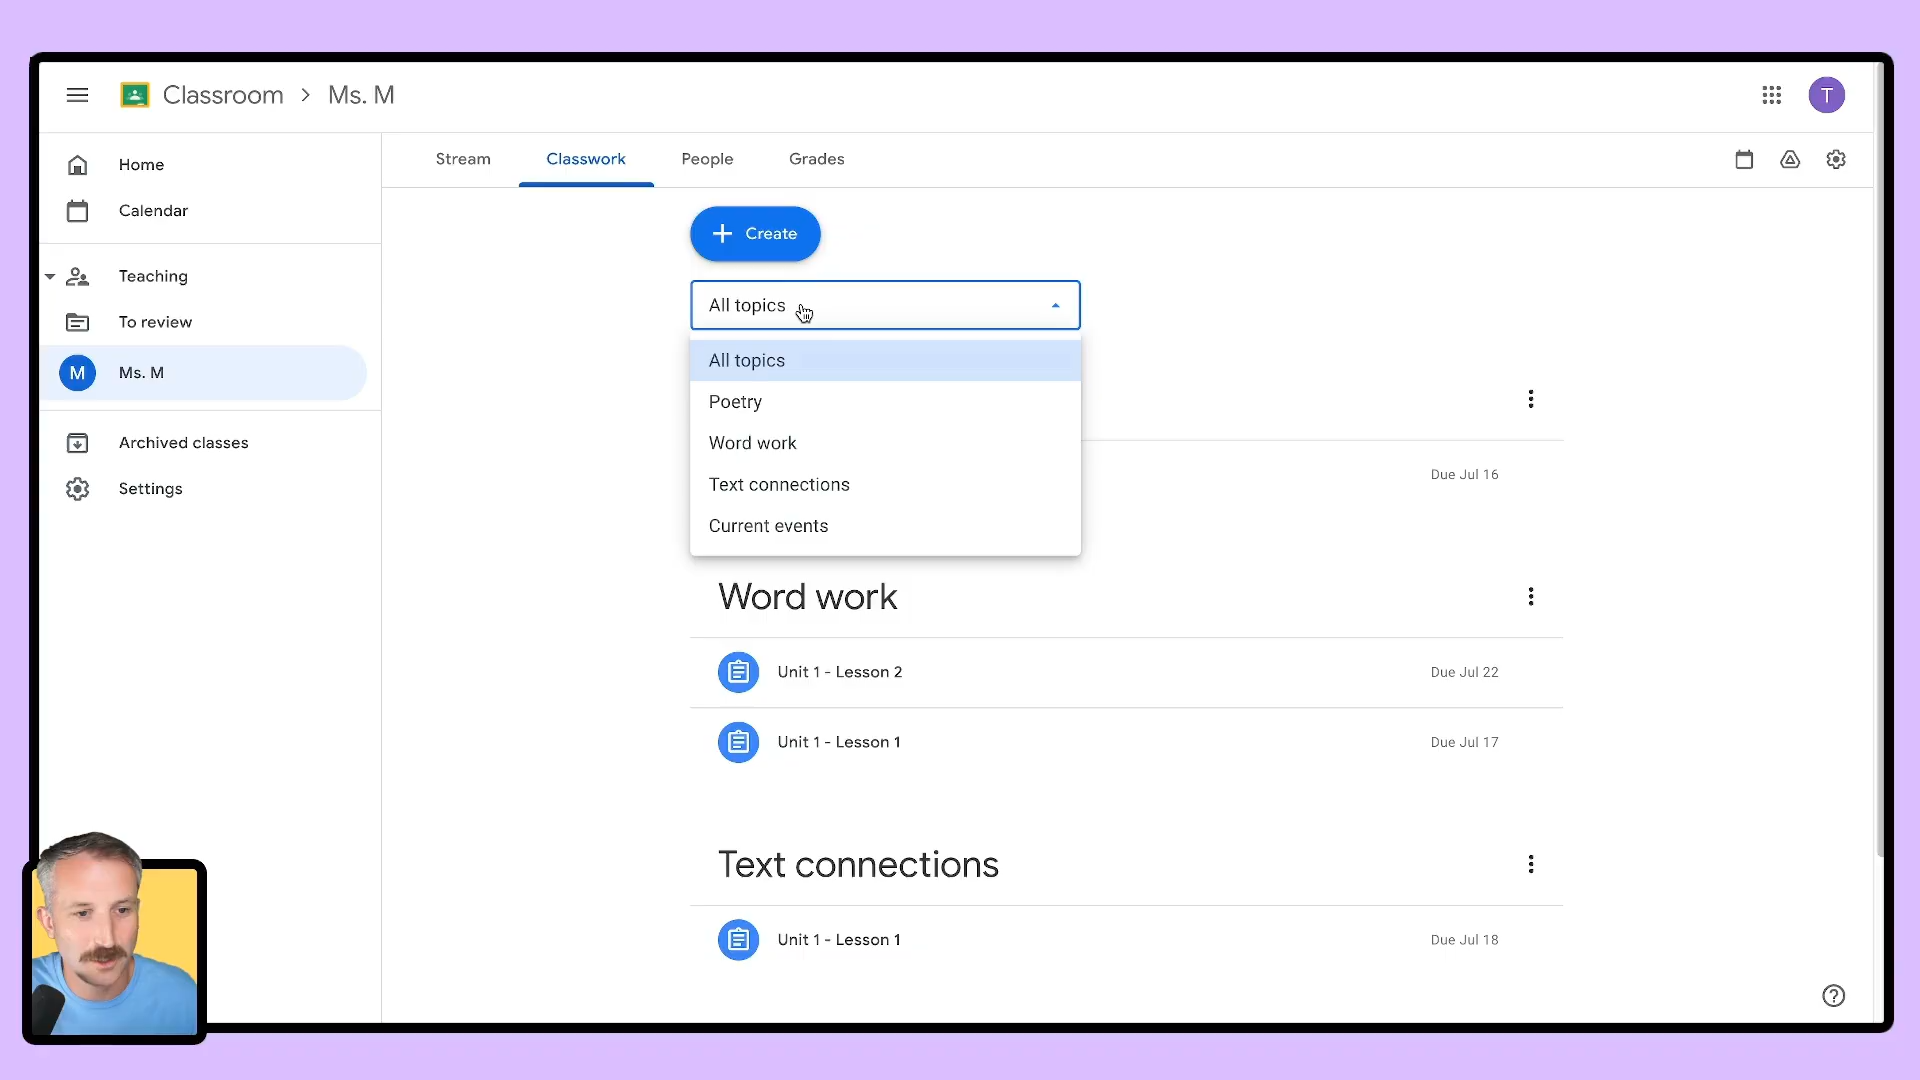 Classroom > Ms. M
T
Home
Calendar
Teaching
To review
M Ms. M
Archived classes
Settings
Stream Classwork People Grades
+ Create
All topics
All topics
Poetry
Word work
Text connections
Current events
Due Jul 16
Word work
Unit 1 - Lesson 2 Due Jul 22
Unit 1 - Lesson 1 Due Jul 17
Text connections
Unit 1 - Lesson 1 Due Jul 18